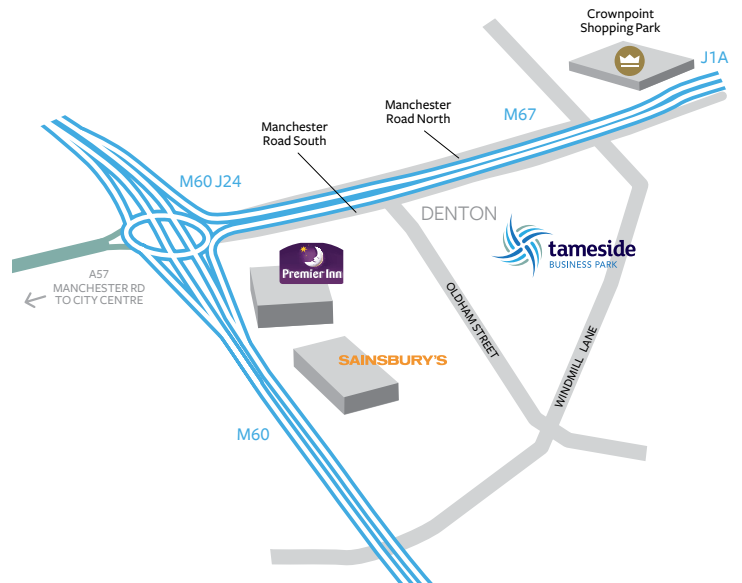 Crownpoint
Shopping Park
J1A
Manchester
Road North
M67
Manchester
Road South
M60 J24
DENTON
tameside
BUSINESS PARK
Premier Inn
A57
MANCHESTER RD
TO CITY CENTRE
OLDHAM STREET
WINDMILL LANE
SAINSBURY'S
M60